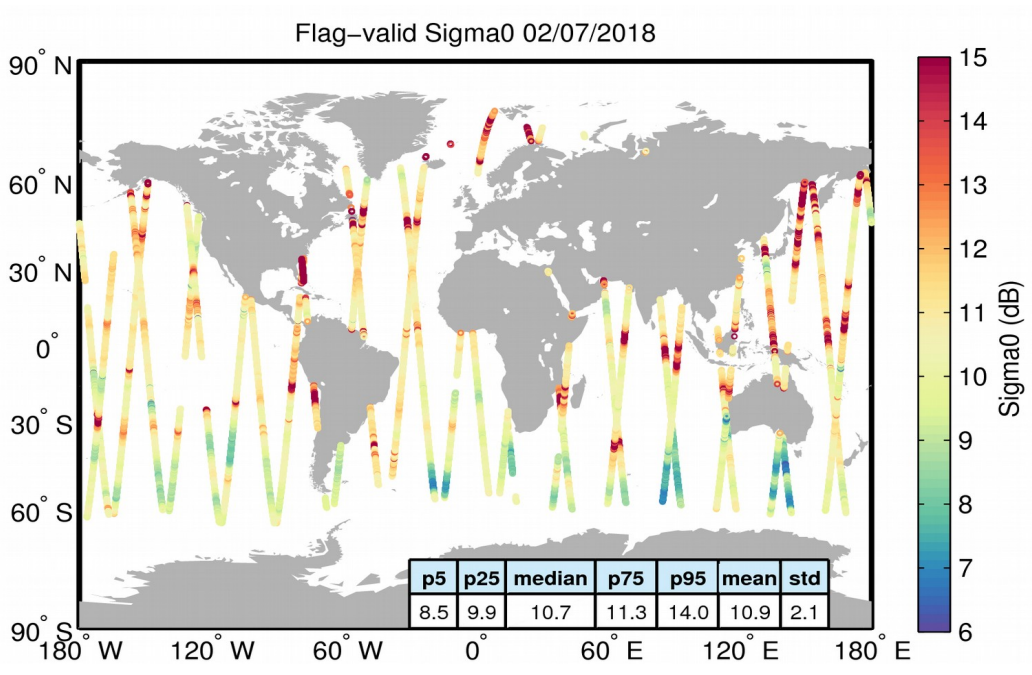 Flag−valid Sigma0 02/07/2018
90° N
60° N
30° N
0°
30° S
60° S
90° S
180° W
120° W
60° W
0°
60° E
120° E
180° E
15
14
13
12
11
10
9
8
7
6
Sigma0 (dB)
p5 p25 median p75 p95 mean std
8.5 9.9 10.7 11.3 14.0 10.9 2.1